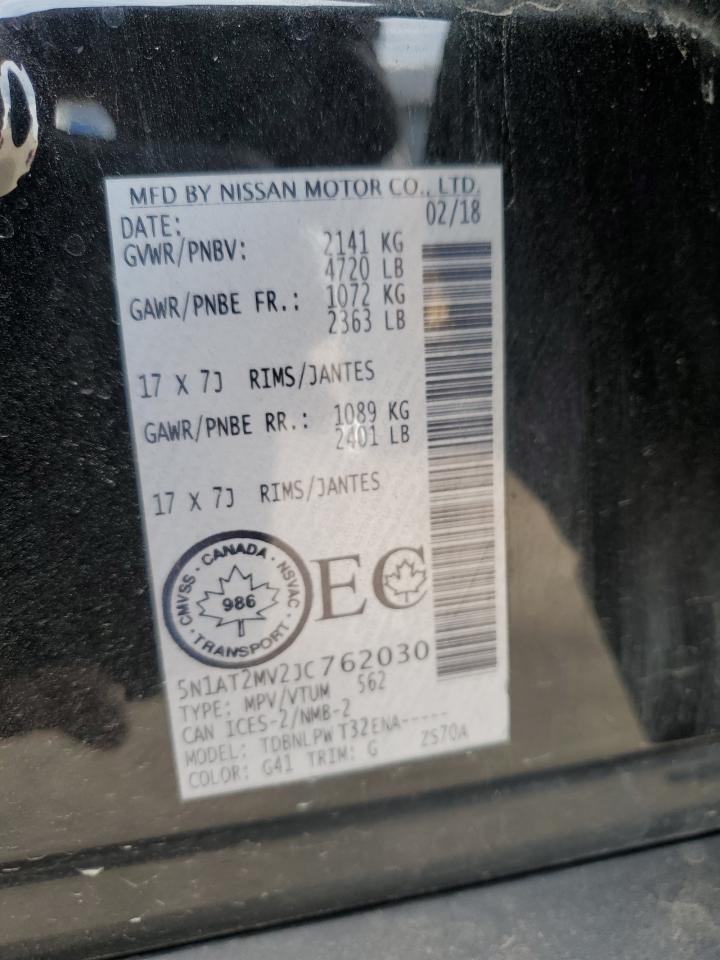 MFD BY NISSAN MOTOR CO., LTD.
DATE: 02/18
GVWR/PNBV: 2141 KG
4720 LB
GAWR/PNBE FR.: 1072 KG
2363 LB
17 X 7J RIMS/JANTES
GAWR/PNBE RR.: 1089 KG
2401 LB
17 X 7J RIMS/JANTES
CMVSS · CANADA · NSVAC · TRANSPORT ·
986
EC
5N1AT2MV2JC762030
TYPE: MPV/VTUM 562
CAN ICES-2/NMB-2
MODEL: TDBNLPW T32ENA-----
COLOR: G41 TRIM: G 2S70A